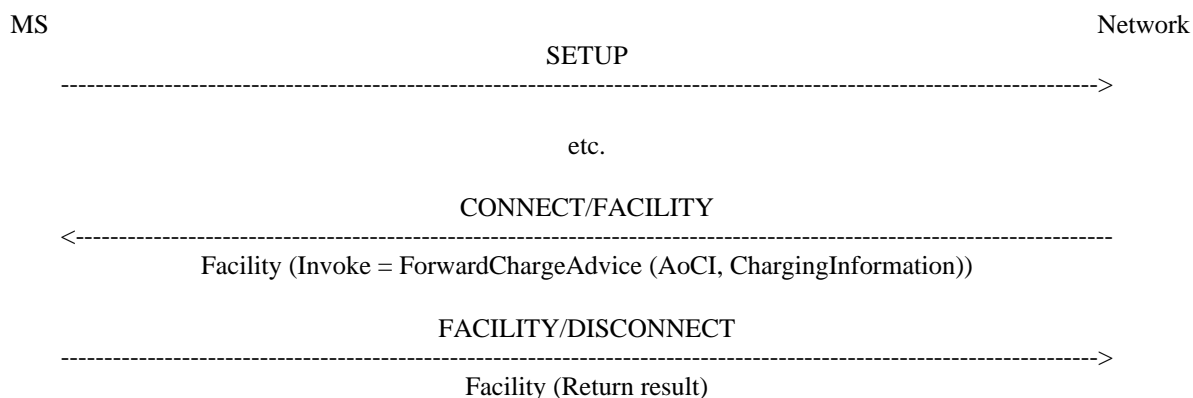 MS Network
SETUP
------------------------------------------------------------------------------------------------------------------------>
etc.
CONNECT/FACILITY
<------------------------------------------------------------------------------------------------------------------------
Facility (Invoke = ForwardChargeAdvice (AoCI, ChargingInformation))
FACILITY/DISCONNECT
------------------------------------------------------------------------------------------------------------------------>
Facility (Return result)